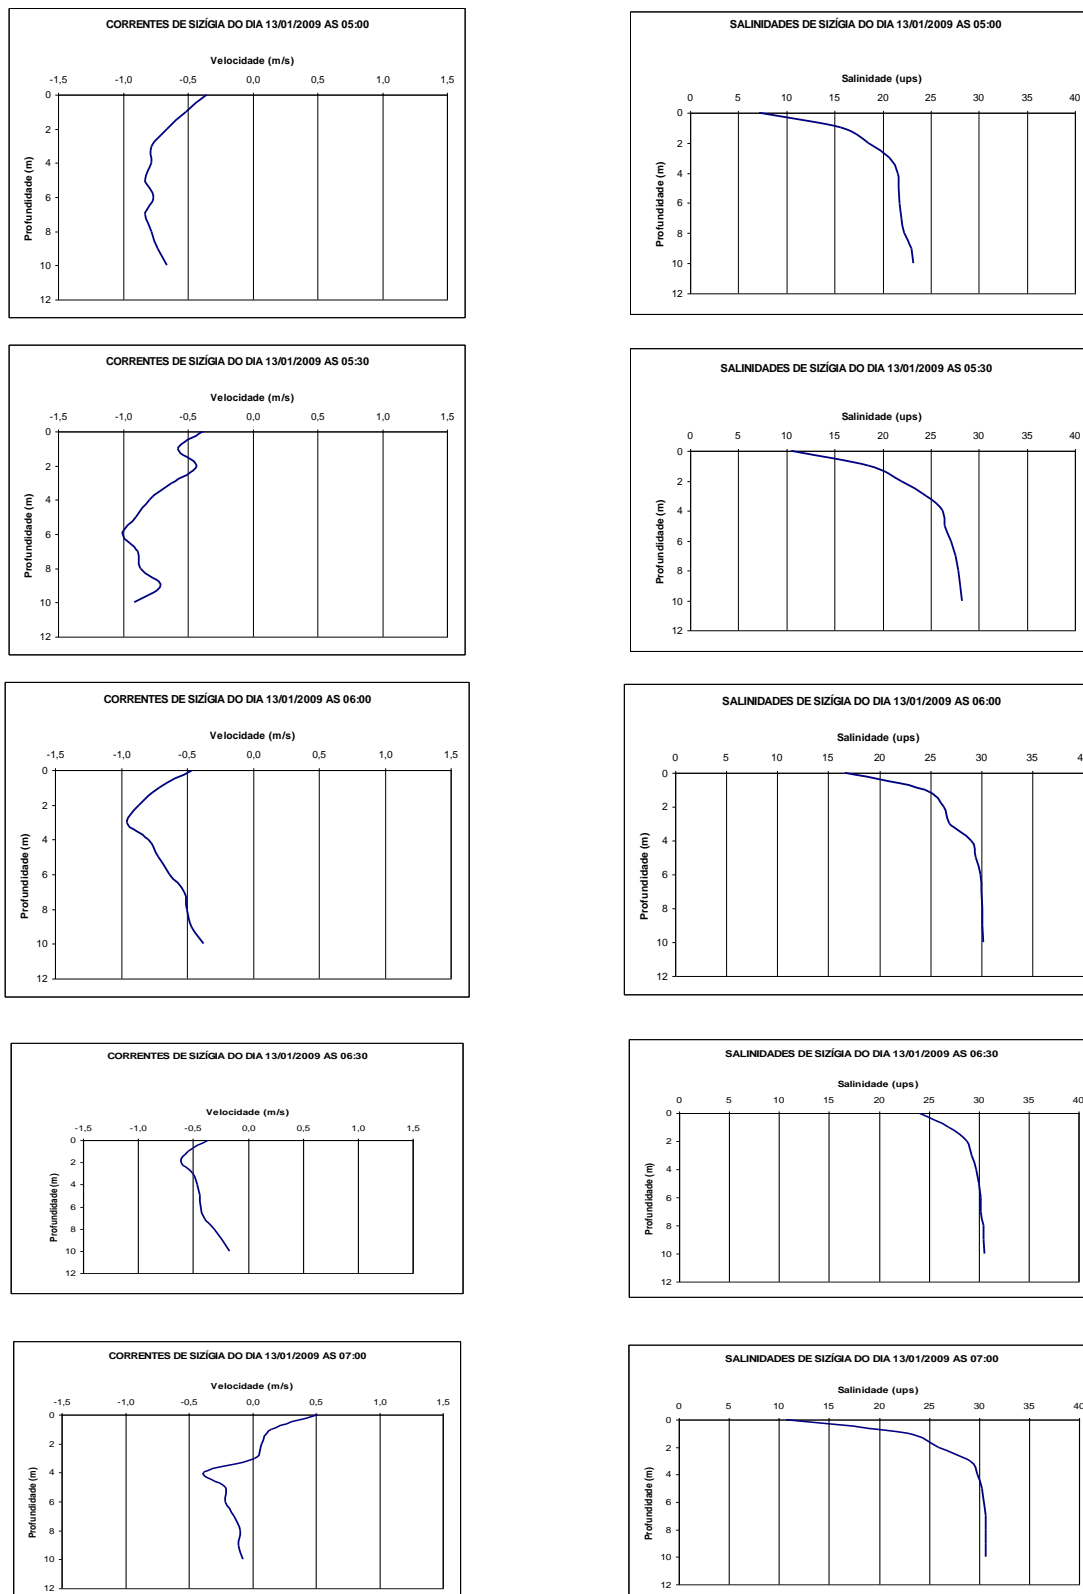 CORRENTES DE SIZÍGIA DO DIA 13/01/2009 AS 05:00
Velocidade (m/s)
-1,5 -1,0 -0,5 0,0 0,5 1,0 1,5
0
2
4
6
8
10
12
Profundidade (m)
SALINIDADES DE SIZÍGIA DO DIA 13/01/2009 AS 05:00
Salinidade (ups)
0 5 10 15 20 25 30 35 40
0
2
4
6
8
10
12
Profundidade (m)
CORRENTES DE SIZÍGIA DO DIA 13/01/2009 AS 05:30
Velocidade (m/s)
-1,5 -1,0 -0,5 0,0 0,5 1,0 1,5
0
2
4
6
8
10
12
Profundidade (m)
SALINIDADES DE SIZÍGIA DO DIA 13/01/2009 AS 05:30
Salinidade (ups)
0 5 10 15 20 25 30 35 40
0
2
4
6
8
10
12
Profundidade (m)
CORRENTES DE SIZÍGIA DO DIA 13/01/2009 AS 06:00
Velocidade (m/s)
-1,5 -1,0 -0,5 0,0 0,5 1,0 1,5
0
2
4
6
8
10
12
Profundidade (m)
SALINIDADES DE SIZÍGIA DO DIA 13/01/2009 AS 06:00
Salinidade (ups)
0 5 10 15 20 25 30 35
0
2
4
6
8
10
12
Profundidade (m)
CORRENTES DE SIZÍGIA DO DIA 13/01/2009 AS 06:30
Velocidade (m/s)
-1,5 -1,0 -0,5 0,0 0,5 1,0 1,5
0
2
4
6
8
10
12
Profundidade (m)
SALINIDADES DE SIZÍGIA DO DIA 13/01/2009 AS 06:30
Salinidade (ups)
0 5 10 15 20 25 30 35 40
0
2
4
6
8
10
12
Profundidade (m)
CORRENTES DE SIZÍGIA DO DIA 13/01/2009 AS 07:00
Velocidade (m/s)
-1,5 -1,0 -0,5 0,0 0,5 1,0 1,5
0
2
4
6
8
10
12
Profundidade (m)
SALINIDADES DE SIZÍGIA DO DIA 13/01/2009 AS 07:00
Salinidade (ups)
0 5 10 15 20 25 30 35 40
0
2
4
6
8
10
12
Profundidade (m)